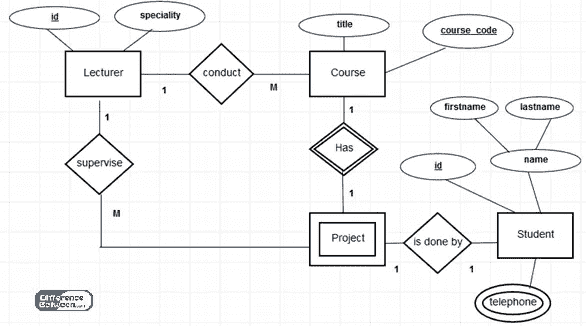 id
speciality
title
course_code
Lecturer
conduct
Course
1
M
firstname
lastname
1
1
supervise
Has
id
name
M
1
Project
is done by
Student
1
1
Difference
Between.net
telephone